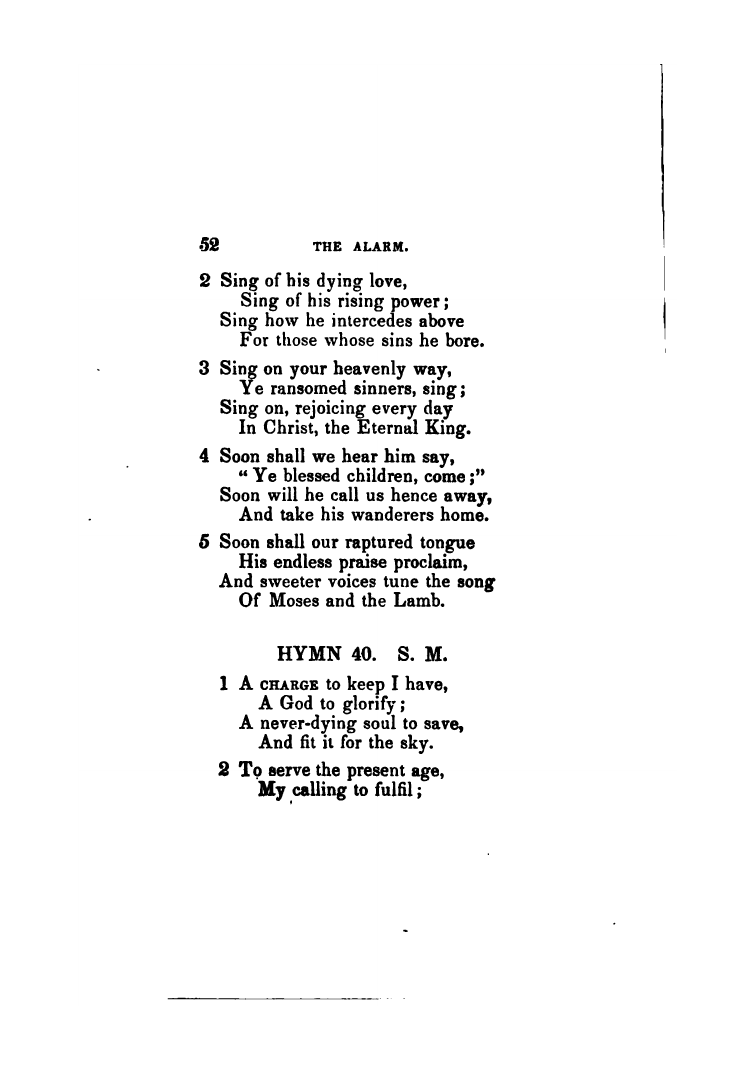 52 THE ALARM.
2 Sing of his dying love,
Sing of his rising power;
Sing how he intercedes above
For those whose sins he bore.
3 Sing on your heavenly way,
Ye ransomed sinners, sing;
Sing on, rejoicing every day
In Christ, the Eternal King.
4 Soon shall we hear him say,
“ Ye blessed children, come;”
Soon will he call us hence away,
And take his wanderers home.
5 Soon shall our raptured tongue
His endless praise proclaim,
And sweeter voices tune the song
Of Moses and the Lamb.
HYMN 40. S. M.
1 A CHARGE to keep I have,
A God to glorify;
A never-dying soul to save,
And fit it for the sky.
2 To serve the present age,
My calling to fulfil;